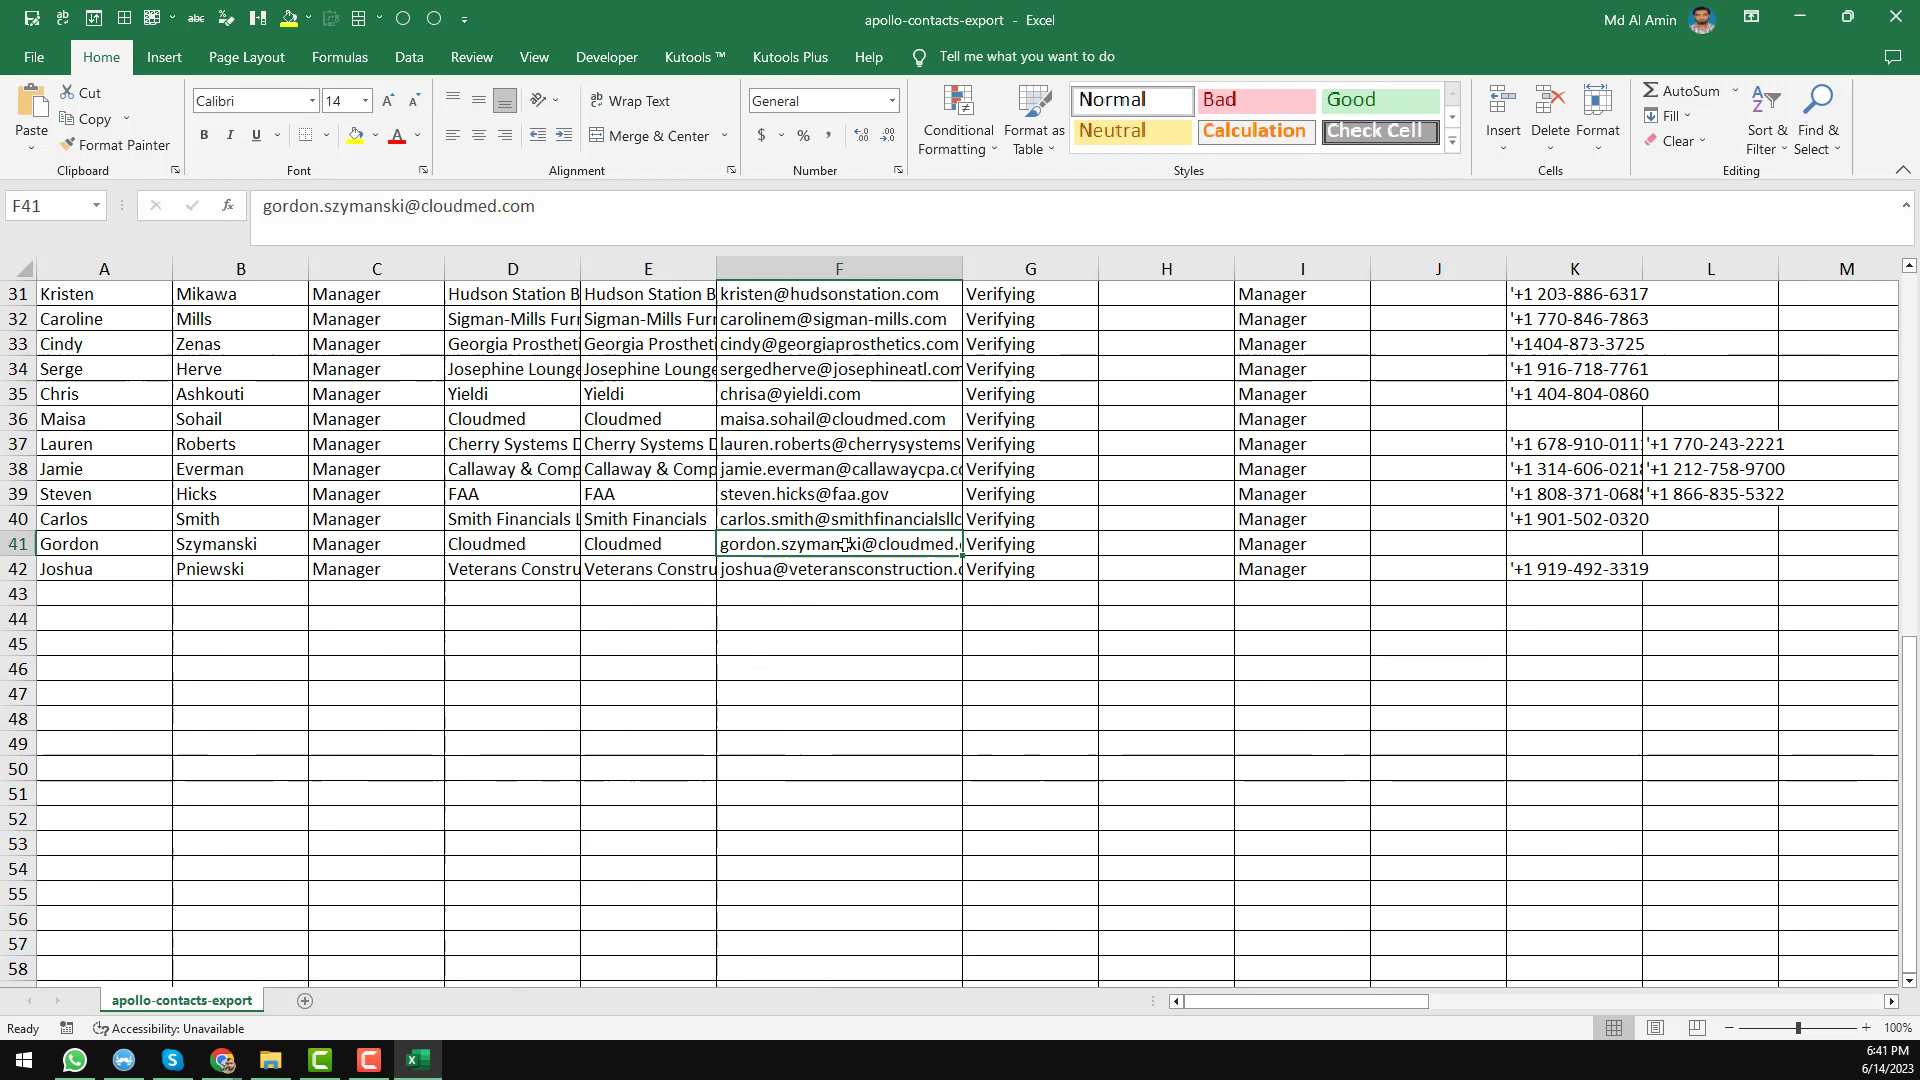 apollo-contacts-export - Excel
Md Al Amin
File Home Insert Page Layout Formulas Data Review View Developer Kutools ™ Kutools Plus Help Tell me what you want to do
Paste
Cut
Copy
Format Painter
Clipboard
Calibri 14
B I U
Font
Wrap Text
Merge & Center
Alignment
General
$ % ,
Number
Conditional Formatting
Format as Table
Normal Bad Good
Neutral Calculation Check Cell
Styles
Insert Delete Format
Cells
AutoSum
Fill
Clear
Sort & Filter
Find & Select
Editing
F41 fx gordon.szymanski@cloudmed.com
A B C D E F G H I J K L M
31 Kristen Mikawa Manager Hudson Station B Hudson Station B kristen@hudsonstation.com Verifying Manager '+1 203-886-6317
32 Caroline Mills Manager Sigman-Mills Furr Sigman-Mills Furr carolinem@sigman-mills.com Verifying Manager '+1 770-846-7863
33 Cindy Zenas Manager Georgia Prostheti Georgia Prostheti cindy@georgiaprosthetics.com Verifying Manager '+1404-873-3725
34 Serge Herve Manager Josephine Lounge Josephine Lounge sergedherve@josephineatl.com Verifying Manager '+1 916-718-7761
35 Chris Ashkouti Manager Yieldi Yieldi chrisa@yieldi.com Verifying Manager '+1 404-804-0860
36 Maisa Sohail Manager Cloudmed Cloudmed maisa.sohail@cloudmed.com Verifying Manager
37 Lauren Roberts Manager Cherry Systems D Cherry Systems D lauren.roberts@cherrysystems Verifying Manager '+1 678-910-011 '+1 770-243-2221
38 Jamie Everman Manager Callaway & Comp Callaway & Comp jamie.everman@callawaycpa.co Verifying Manager '+1 314-606-021 '+1 212-758-9700
39 Steven Hicks Manager FAA FAA steven.hicks@faa.gov Verifying Manager '+1 808-371-068 '+1 866-835-5322
40 Carlos Smith Manager Smith Financials L Smith Financials carlos.smith@smithfinancialsllc Verifying Manager '+1 901-502-0320
41 Gordon Szymanski Manager Cloudmed Cloudmed gordon.szymanski@cloudmed. Verifying Manager
42 Joshua Pniewski Manager Veterans Constru Veterans Constru joshua@veteransconstruction.c Verifying Manager '+1 919-492-3319
43
44
45
46
47
48
49
50
51
52
53
54
55
56
57
58
apollo-contacts-export
Ready Accessibility: Unavailable 100%
6:41 PM
6/14/2023